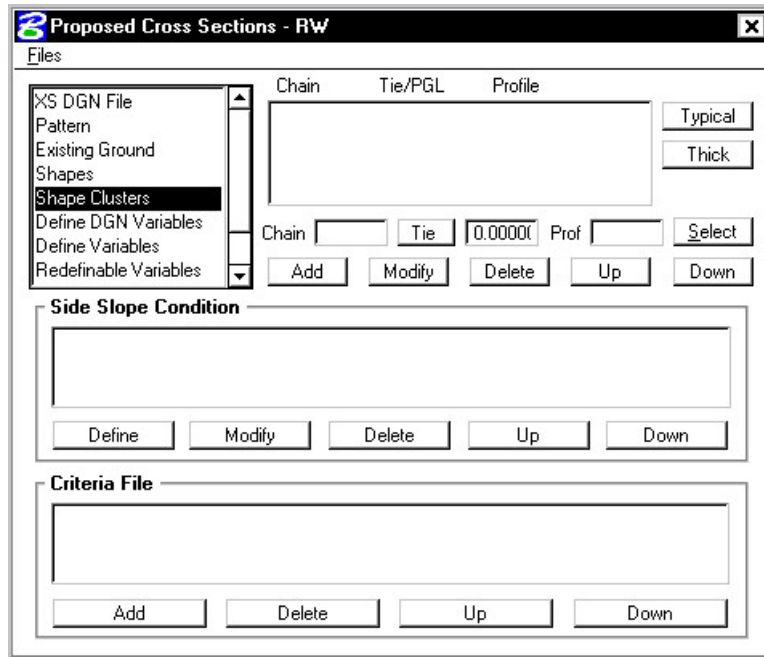 Proposed Cross Sections - RW
Files
XS DGN File
Pattern
Existing Ground
Shapes
Shape Clusters
Define DGN Variables
Define Variables
Redefinable Variables
Chain Tie/PGL Profile
Typical
Thick
Chain Tie 0.0000( Prof Select
Add Modify Delete Up Down
Side Slope Condition
Define Modify Delete Up Down
Criteria File
Add Delete Up Down